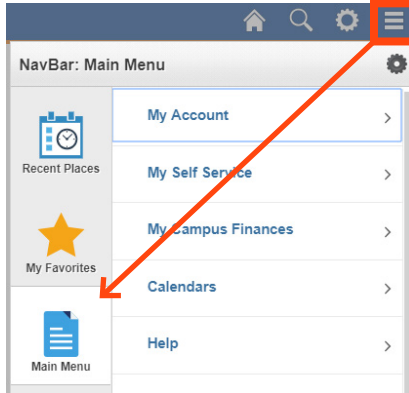 NavBar: Main Menu
Recent Places
My Favorites
Main Menu
My Account
My Self Service
My Campus Finances
Calendars
Help